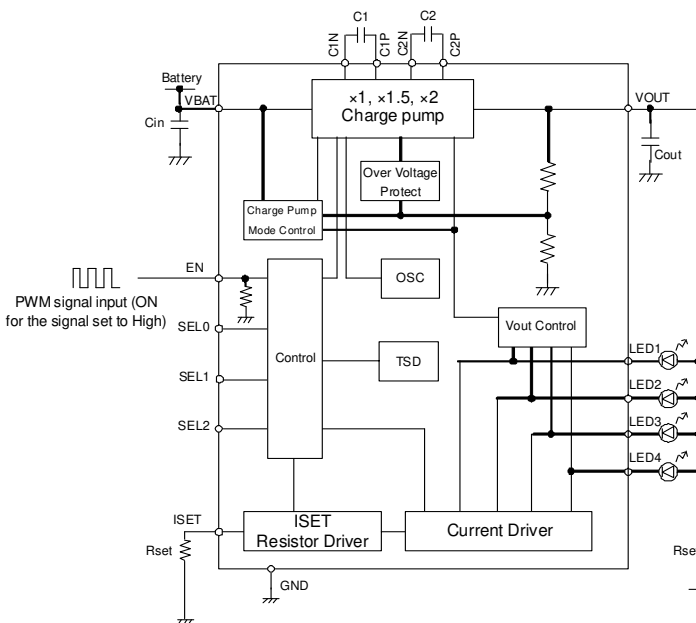 C1
C2
C1N
C1P
C2N
C2P
Battery
VBAT
Cin
×1, ×1.5, ×2
Charge pump
VOUT
Cout
Over Voltage
Protect
Charge Pump
Mode Control
EN
PWM signal input (ON
for the signal set to High)
OSC
SEL0
Control
TSD
SEL1
SEL2
Vout Control
LED1
LED2
LED3
LED4
ISET
Rset
ISET
Resistor Driver
Current Driver
GND
Rse